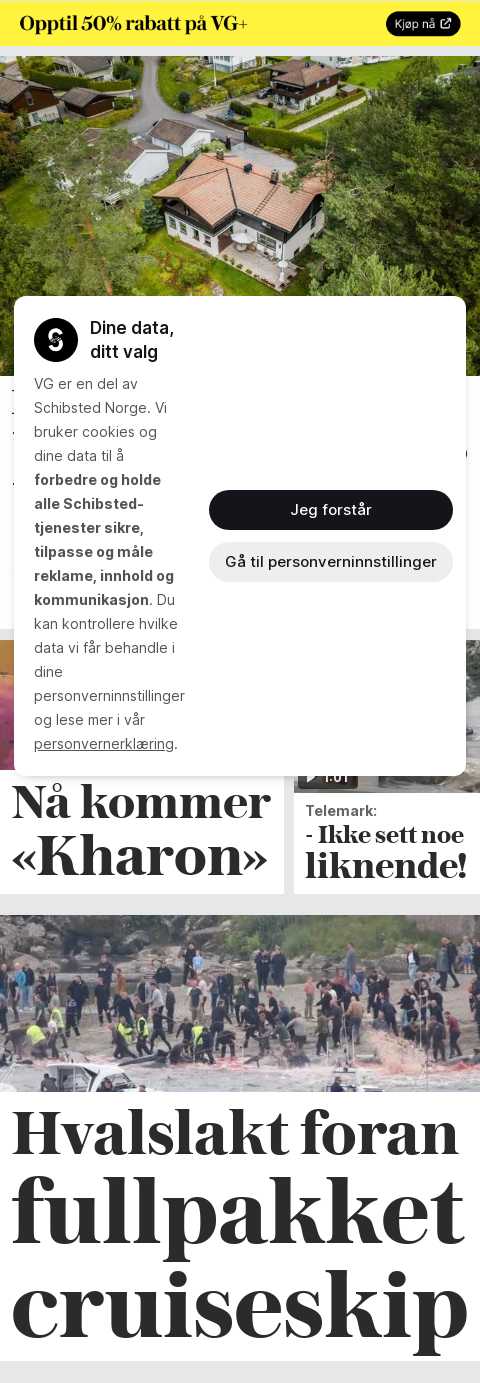 Opptil 50% rabatt på VG+
Kjøp nå
Dine data,
ditt valg
VG er en del av
Schibsted Norge. Vi
bruker cookies og
dine data til å
forbedre og holde
alle Schibsted-
tjenester sikre,
tilpasse og måle
reklame, innhold og
kommunikasjon. Du
kan kontrollere hvilke
data vi får behandle i
dine
personverninnstillinger
og lese mer i vår
personvernerklæring.
Jeg forstår
Gå til personverninnstillinger
1:01
Nå kommer
«Kharon»
Telemark:
- Ikke sett noe
liknende!
Hvalslakt foran
fullpakket
cruiseskip